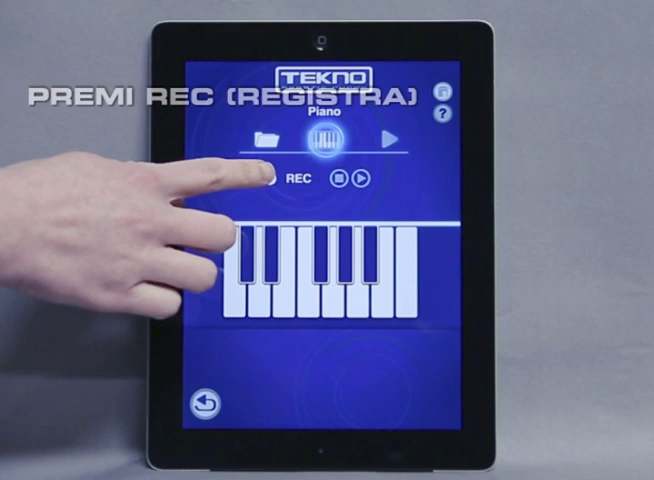 TEKNO
PREMI REC (REGISTRA)
Piano
?
REC